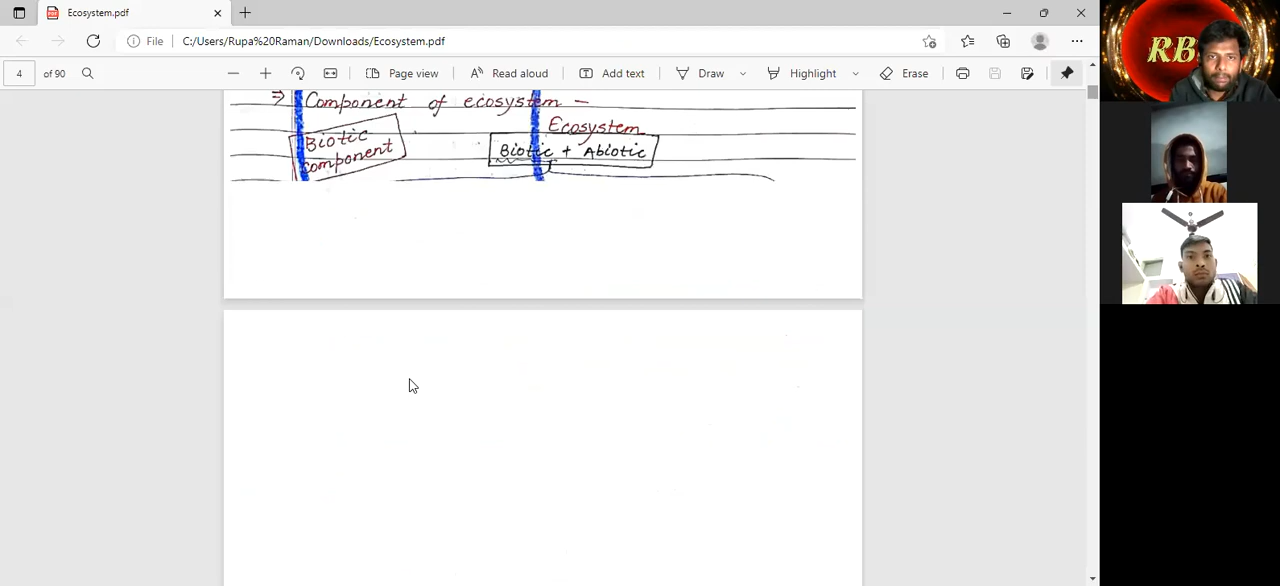 Ecosystem.pdf
File C:/Users/Rupa%20Raman/Downloads/Ecosystem.pdf
4 of 90 Page view Read aloud Add text Draw Highlight Erase
⇒ Component of ecosystem —
Ecosystem
Biotic component
Biotic + Abiotic
RB